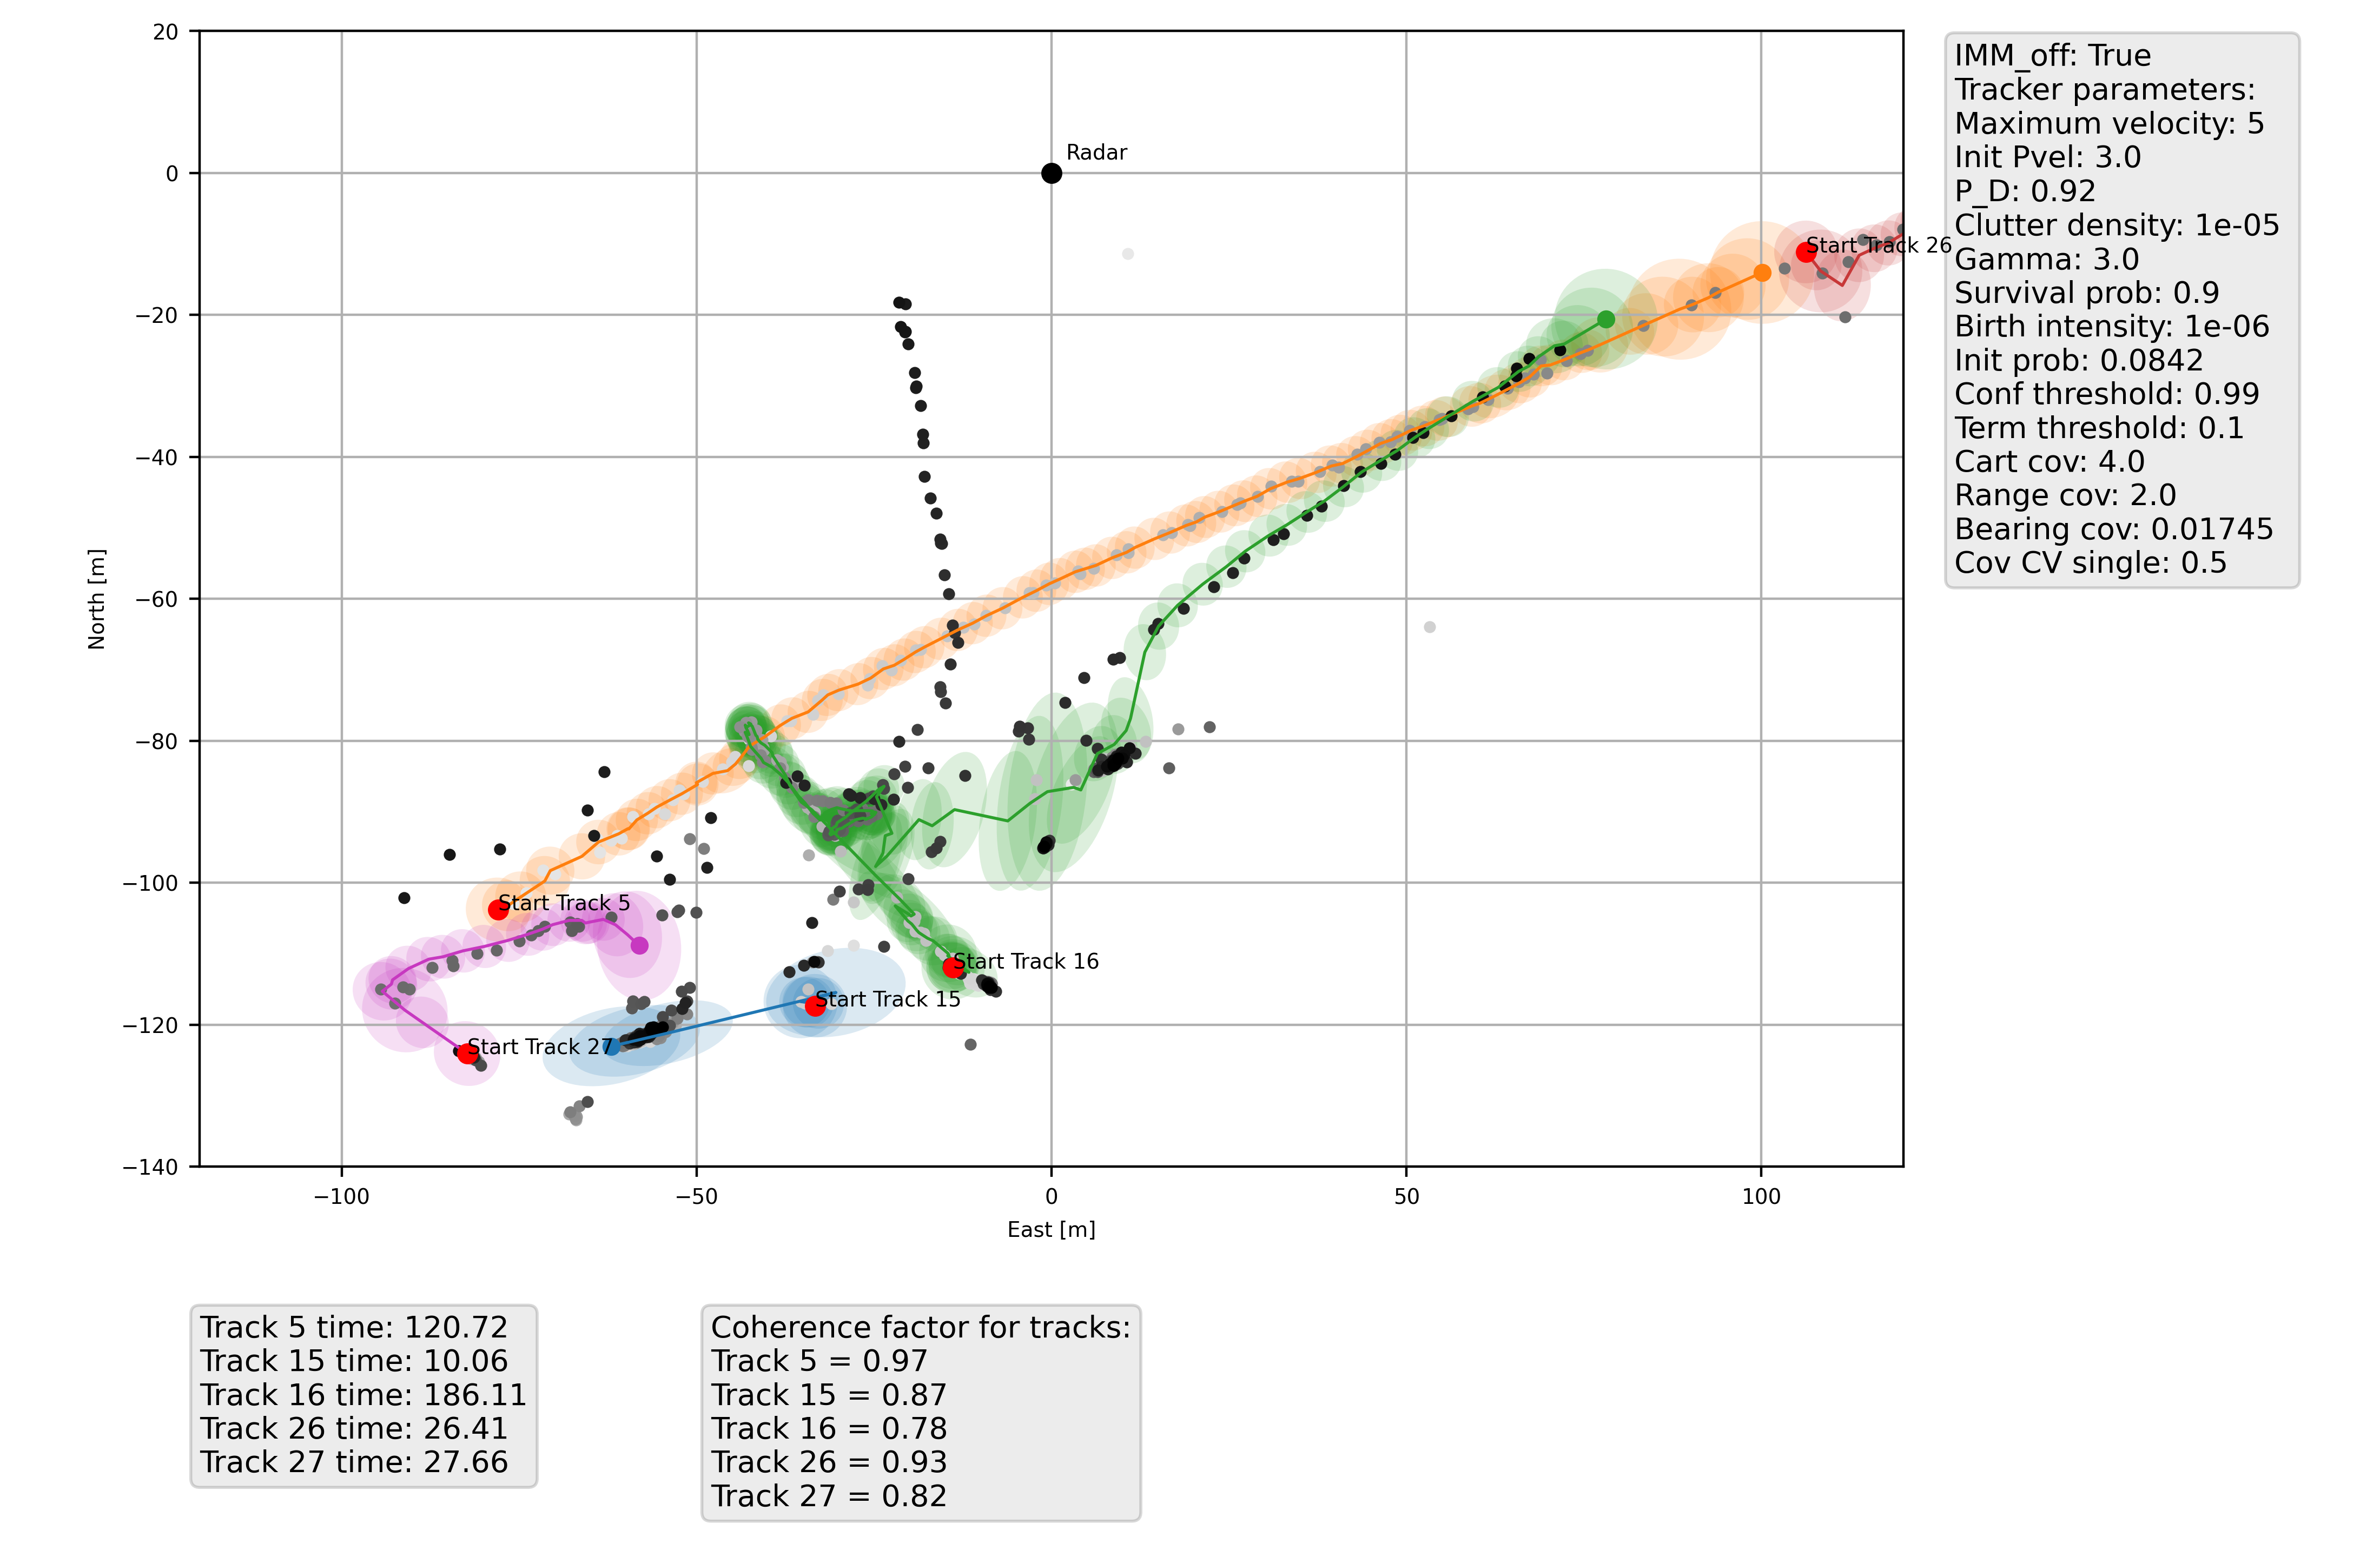 20
0
−20
−40
−60
−80
−100
−120
−140
−100
−50
0
50
100
North [m]
East [m]
Radar
Start Track 26
Start Track 5
Start Track 16
Start Track 15
Start Track 27
IMM_off: True
Tracker parameters:
Maximum velocity: 5
Init Pvel: 3.0
P_D: 0.92
Clutter density: 1e-05
Gamma: 3.0
Survival prob: 0.9
Birth intensity: 1e-06
Init prob: 0.0842
Conf threshold: 0.99
Term threshold: 0.1
Cart cov: 4.0
Range cov: 2.0
Bearing cov: 0.01745
Cov CV single: 0.5
Track 5 time: 120.72
Track 15 time: 10.06
Track 16 time: 186.11
Track 26 time: 26.41
Track 27 time: 27.66
Coherence factor for tracks:
Track 5 = 0.97
Track 15 = 0.87
Track 16 = 0.78
Track 26 = 0.93
Track 27 = 0.82